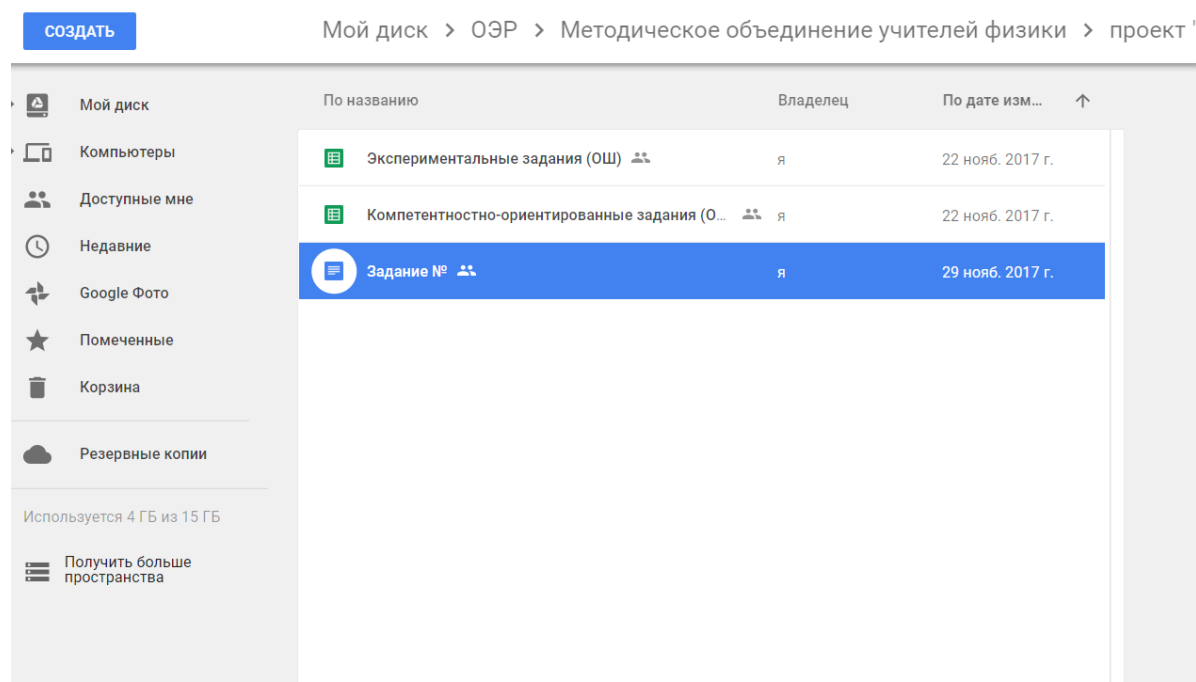 СОЗДАТЬ
Мой диск > ОЭР > Методическое объединение учителей физики > проект "
Мой диск
Компьютеры
Доступные мне
Недавние
Google Фото
Помеченные
Корзина
Резервные копии
Используется 4 ГБ из 15 ГБ
Получить больше
пространства
По названию Владелец По дате изм... ↑
Экспериментальные задания (ОШ) я 22 нояб. 2017 г.
Компетентностно-ориентированные задания (О... я 22 нояб. 2017 г.
Задание № я 29 нояб. 2017 г.